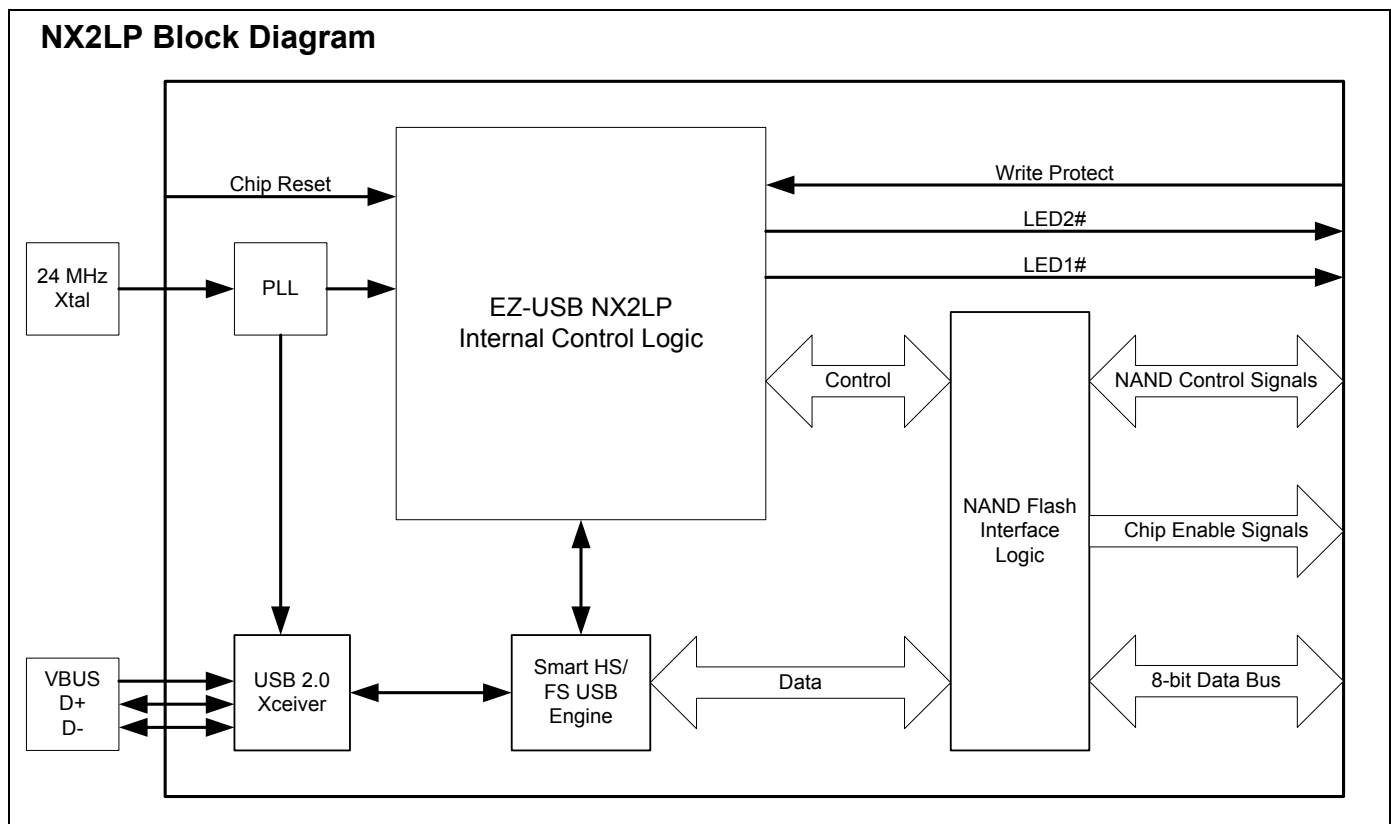 NX2LP Block Diagram
Chip Reset
Write Protect
LED2#
LED1#
24 MHz
Xtal
PLL
EZ-USB NX2LP
Internal Control Logic
Control
NAND Control Signals
NAND Flash
Interface
Logic
Chip Enable Signals
VBUS
D+
D-
USB 2.0
Xceiver
Smart HS/
FS USB
Engine
Data
8-bit Data Bus